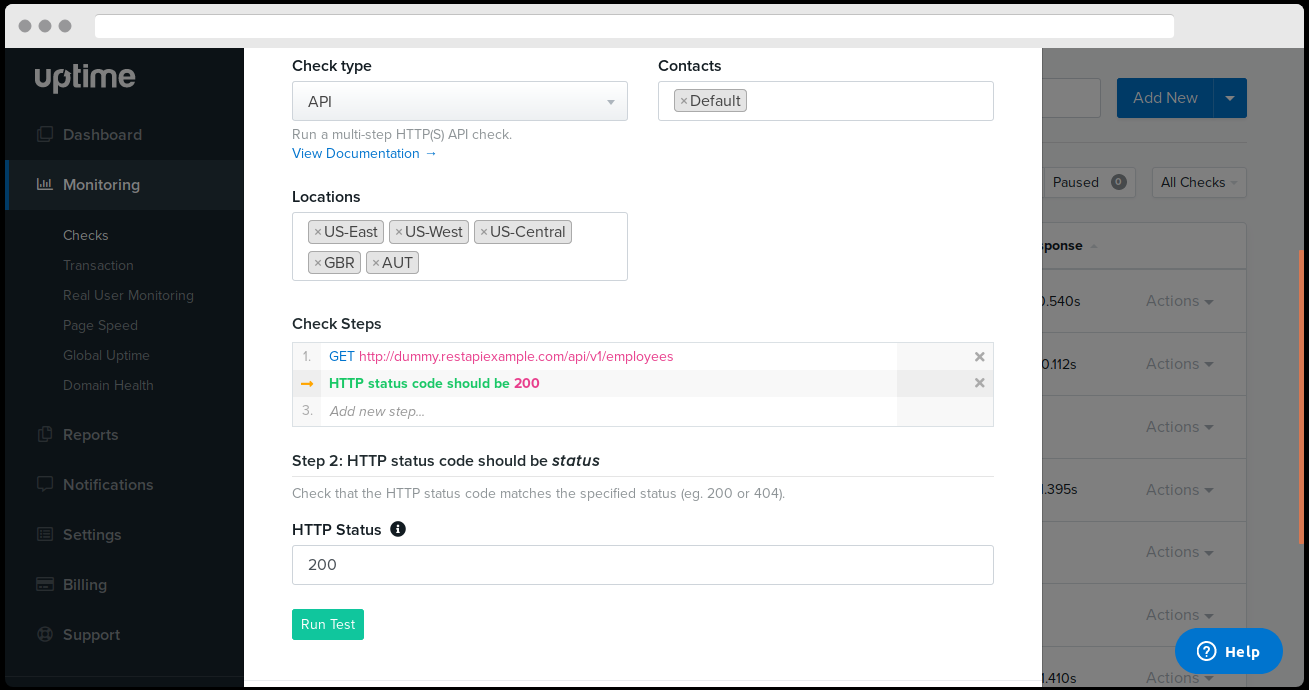 uptime
Dashboard
Monitoring
Checks
Transaction
Real User Monitoring
Page Speed
Global Uptime
Domain Health
Reports
Notifications
Settings
Billing
Support
Check type
API
Run a multi-step HTTP(S) API check.
View Documentation →
Contacts
×Default
Locations
×US-East ×US-West ×US-Central
×GBR ×AUT
Check Steps
1. GET http://dummy.restapiexample.com/api/v1/employees ×
→ HTTP status code should be 200 ×
3. Add new step...
Step 2: HTTP status code should be status
Check that the HTTP status code matches the specified status (eg. 200 or 404).
HTTP Status
200
Run Test
Add New
Paused 0 All Checks
sponse
0.540s Actions
0.112s Actions
Actions
1.395s Actions
Actions
Actions
1.410s Actions
Help